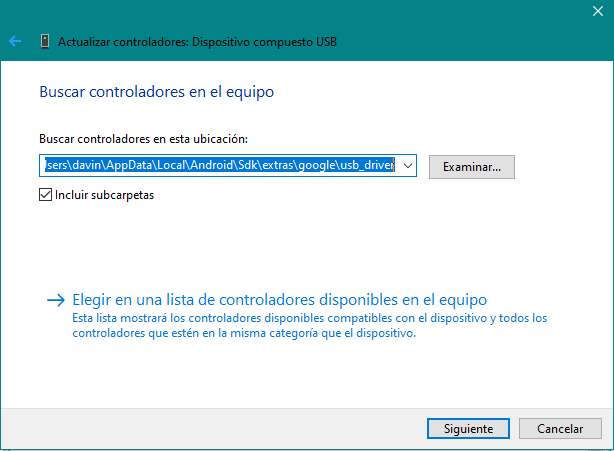 Actualizar controladores: Dispositivo compuesto USB
Buscar controladores en el equipo
Buscar controladores en esta ubicación:
sers\davin\AppData\Local\Android\Sdk\extras\google\usb_driver
Examinar...
Incluir subcarpetas
Elegir en una lista de controladores disponibles en el equipo
Esta lista mostrará los controladores disponibles compatibles con el dispositivo y todos los
controladores que estén en la misma categoría que el dispositivo.
Siguiente
Cancelar